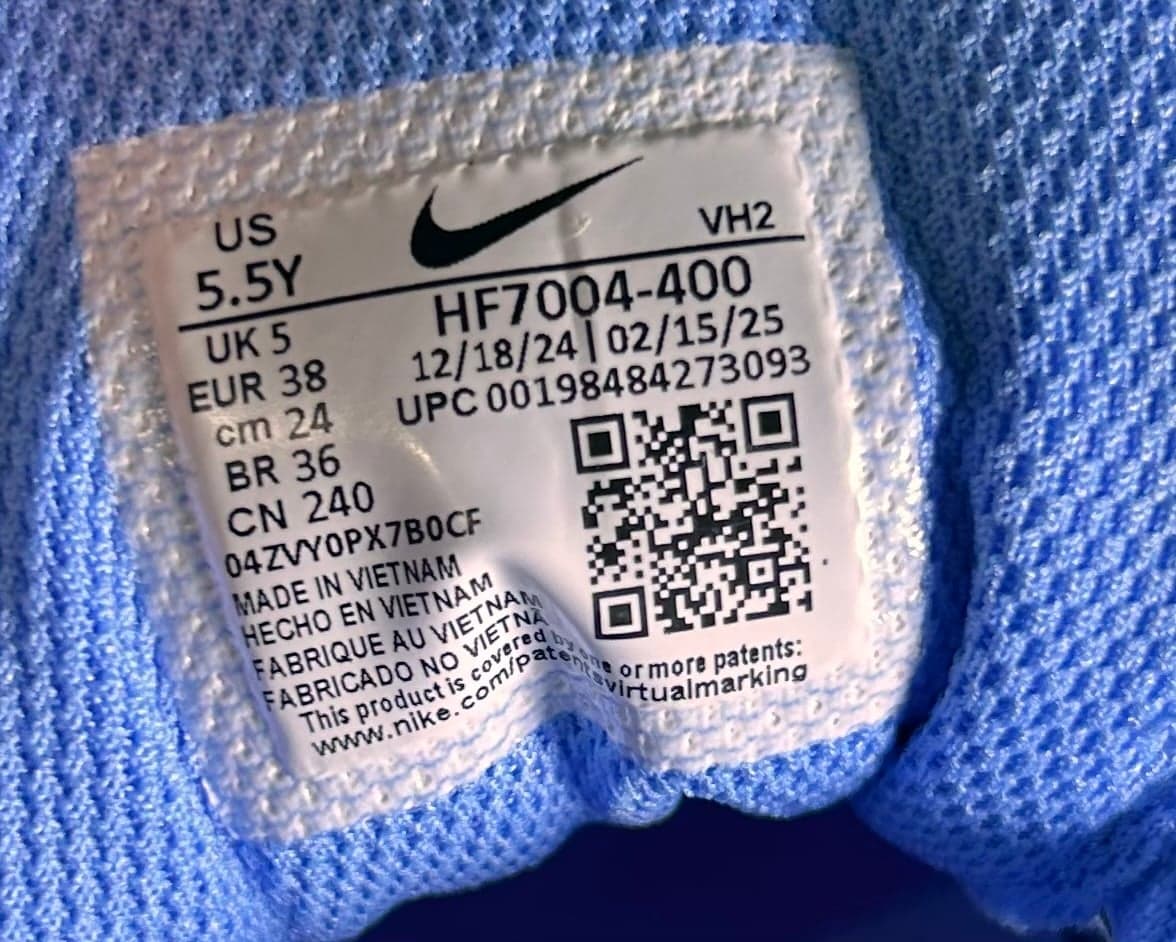 US
5.5Y
VH2
HF7004-400
12/18/24 | 02/15/25
UPC 00198484273093
UK 5
EUR 38
cm 24
BR 36
CN 240
04ZVY0PX7B0CF
MADE IN VIETNAM
HECHO EN VIETNAM
FABRIQUE AU VIETNAM
FABRICADO NO VIETNA
This product is covered by one or more patents:
www.nike.com/patentsvirtualmarking